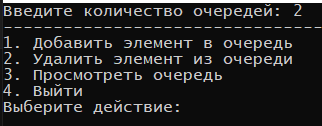 Введите количество очередей: 2
--------------------------------
1. Добавить элемент в очередь
2. Удалить элемент из очереди
3. Просмотреть очередь
4. Выйти
Выберите действие: